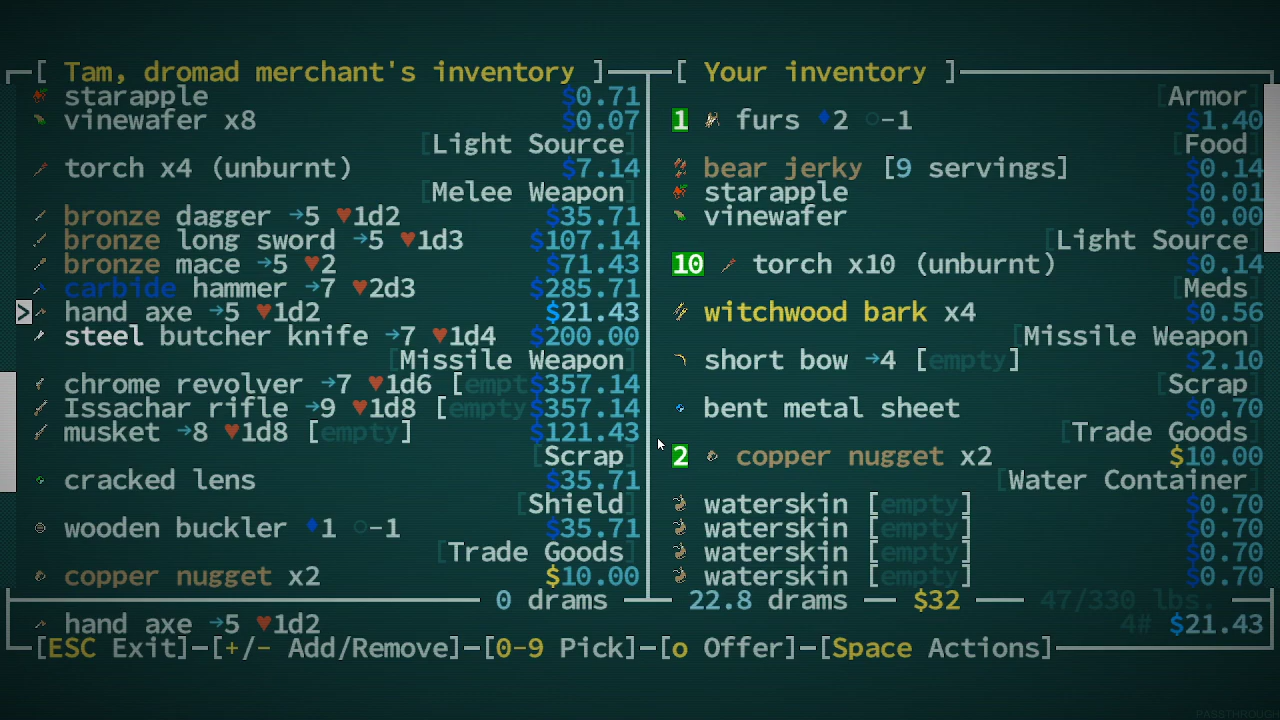 [ Tam, dromad merchant's inventory ]
starapple $0.71
vinewafer x8 $0.07
[Light Source]
torch x4 (unburnt) $7.14
[Melee Weapon]
bronze dagger →5 ♥1d2 $35.71
bronze long sword →5 ♥1d3 $107.14
bronze mace →5 ♥2 $71.43
carbide hammer →7 ♥2d3 $285.71
> hand axe →5 ♥1d2 $21.43
steel butcher knife →7 ♥1d4 $200.00
[Missile Weapon]
chrome revolver →7 ♥1d6 [empt $357.14
Issachar rifle →9 ♥1d8 [empty $357.14
musket →8 ♥1d8 [empty] $121.43
[Scrap]
cracked lens $35.71
[Shield]
wooden buckler ♦1 ○-1 $35.71
[Trade Goods]
copper nugget x2 $10.00
[ Your inventory ]
[Armor]
1 furs ♦2 ○-1 $1.40
[Food]
bear jerky [9 servings] $0.14
starapple $0.01
vinewafer $0.00
[Light Source]
10 torch x10 (unburnt) $0.14
[Meds]
witchwood bark x4 $0.56
[Missile Weapon]
short bow →4 [empty] $2.10
[Scrap]
bent metal sheet $0.70
[Trade Goods]
2 copper nugget x2 $10.00
[Water Container]
waterskin [empty] $0.70
waterskin [empty] $0.70
waterskin [empty] $0.70
waterskin [empty] $0.70
0 drams 22.8 drams $32 47/330 lbs.
hand axe →5 ♥1d2 4# $21.43
[ESC Exit]-[+/- Add/Remove]-[0-9 Pick]-[o Offer]-[Space Actions]